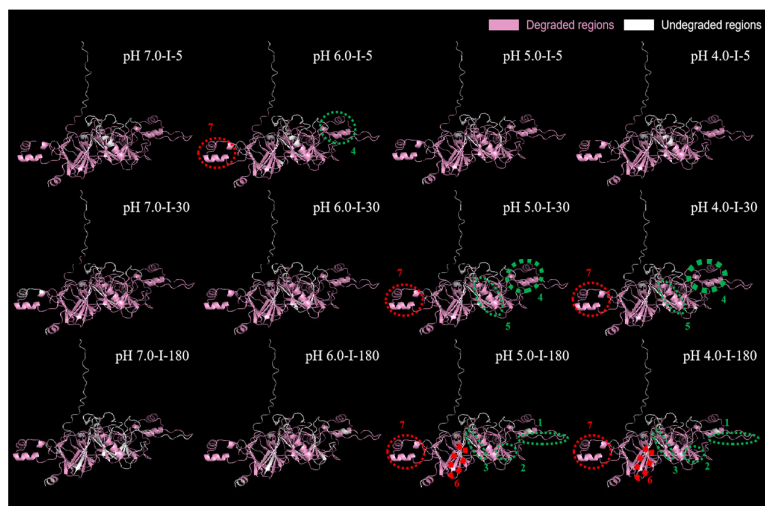 Degraded regions Undegraded regions
pH 7.0-I-5 pH 6.0-I-5 pH 5.0-I-5 pH 4.0-I-5
7
4
pH 7.0-I-30 pH 6.0-I-30 pH 5.0-I-30 pH 4.0-I-30
7 4 7 4
5 5
pH 7.0-I-180 pH 6.0-I-180 pH 5.0-I-180 pH 4.0-I-180
7 1 7 1
3 2 3 2
6 6